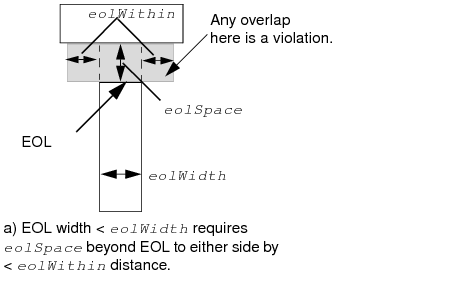 eolWithin
Any overlap
here is a violation.
eolSpace
EOL
eolWidth
a) EOL width < eolWidth requires
eolSpace beyond EOL to either side by
< eolWithin distance.